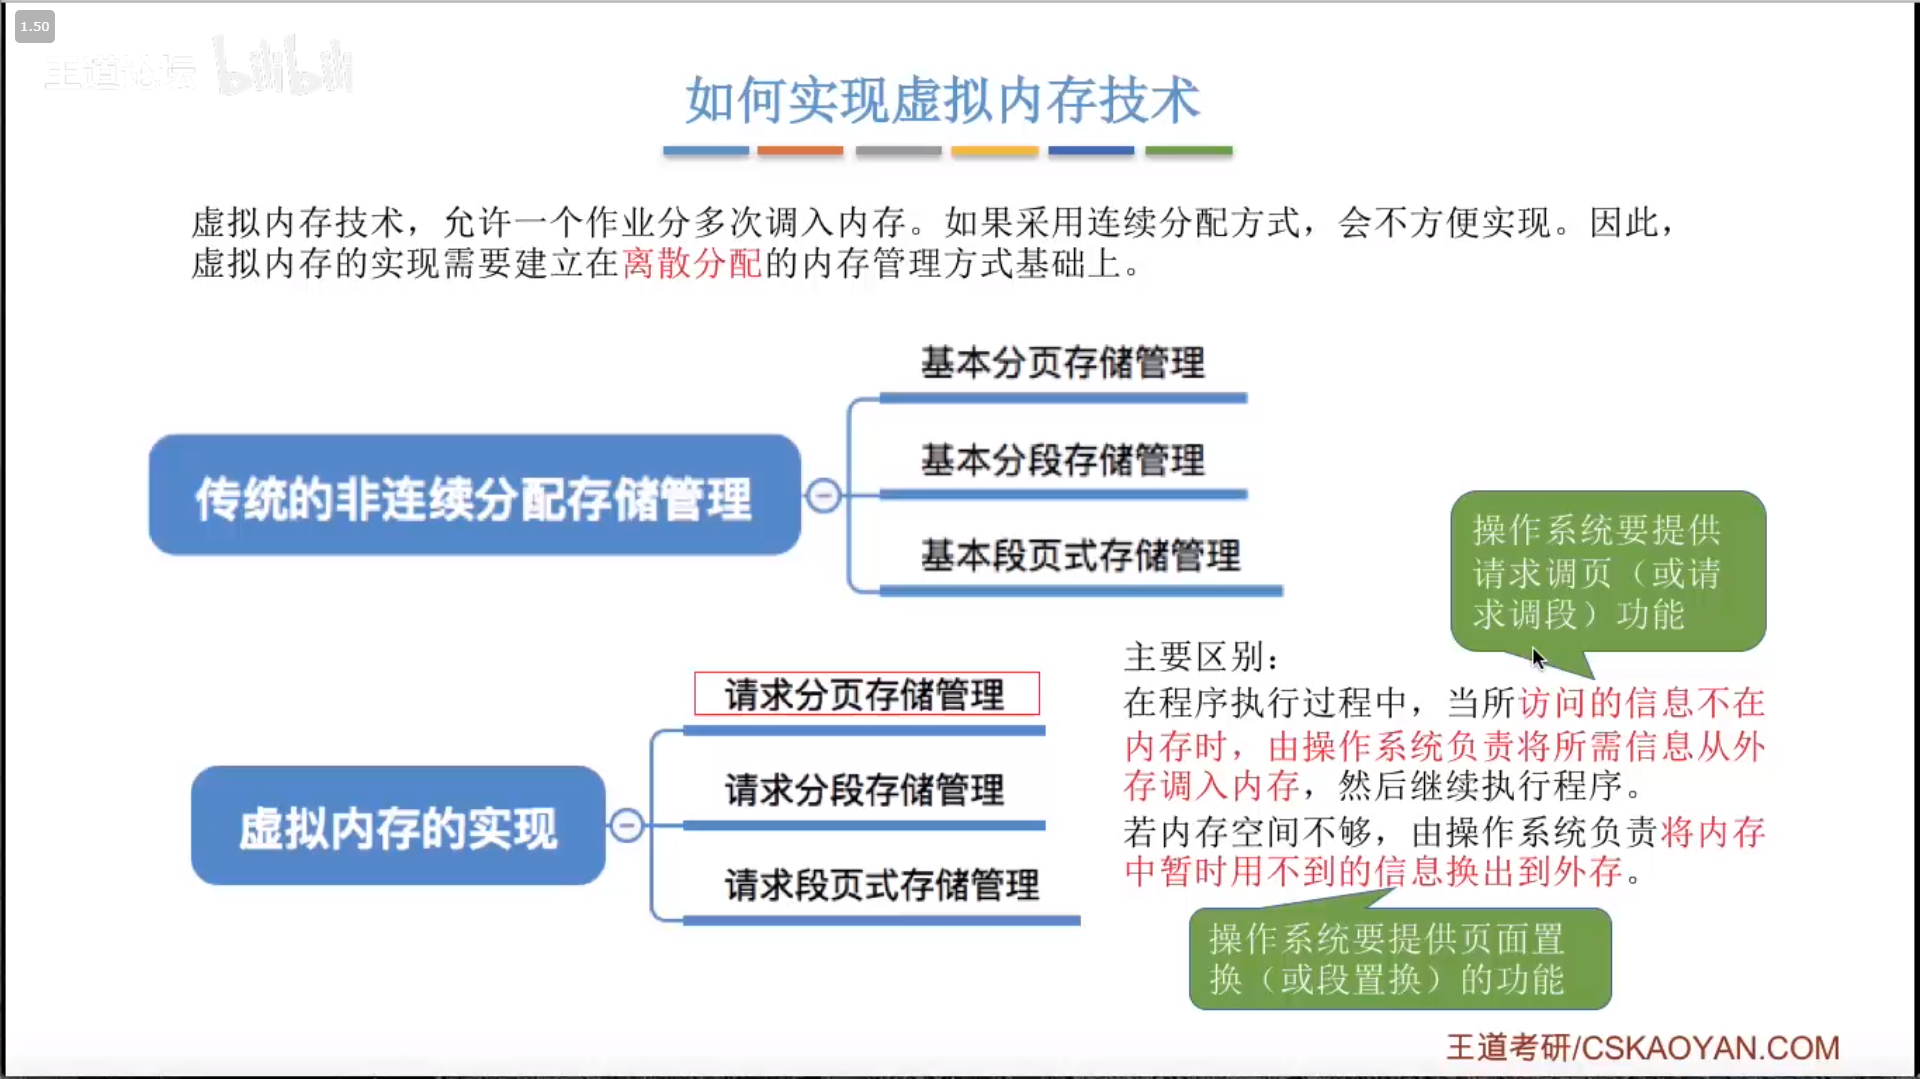 1.50
王道论坛 bilibili
如何实现虚拟内存技术
虚拟内存技术，允许一个作业分多次调入内存。如果采用连续分配方式，会不方便实现。因此，
虚拟内存的实现需要建立在离散分配的内存管理方式基础上。
基本分页存储管理
传统的非连续分配存储管理
基本分段存储管理
基本段页式存储管理
操作系统要提供
请求调页（或请
求调段）功能
请求分页存储管理
虚拟内存的实现
请求分段存储管理
请求段页式存储管理
主要区别：
在程序执行过程中，当所访问的信息不在
内存时，由操作系统负责将所需信息从外
存调入内存，然后继续执行程序。
若内存空间不够，由操作系统负责将内存
中暂时用不到的信息换出到外存。
操作系统要提供页面置
换（或段置换）的功能
王道考研/CSKAOYAN.COM